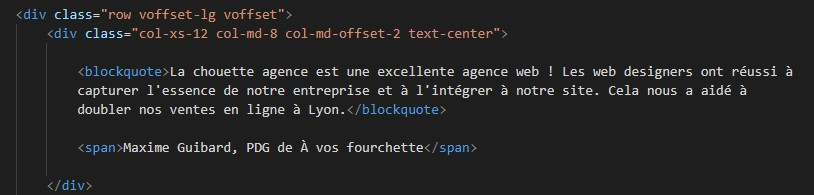 <div class="row voffset-lg voffset">
<div class="col-xs-12 col-md-8 col-md-offset-2 text-center">
<blockquote>La chouette agence est une excellente agence web ! Les web designers ont réussi à
capturer l'essence de notre entreprise et à l'intégrer à notre site. Cela nous a aidé à
doubler nos ventes en ligne à Lyon.</blockquote>
<span>Maxime Guibard, PDG de À vos fourchette</span>
</div>